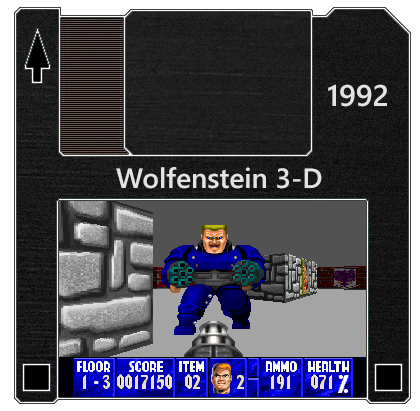 1992
Wolfenstein 3-D
FLOOR SCORE ITEM AMMO HEALTH
1-3 0017150 02 2 191 071%